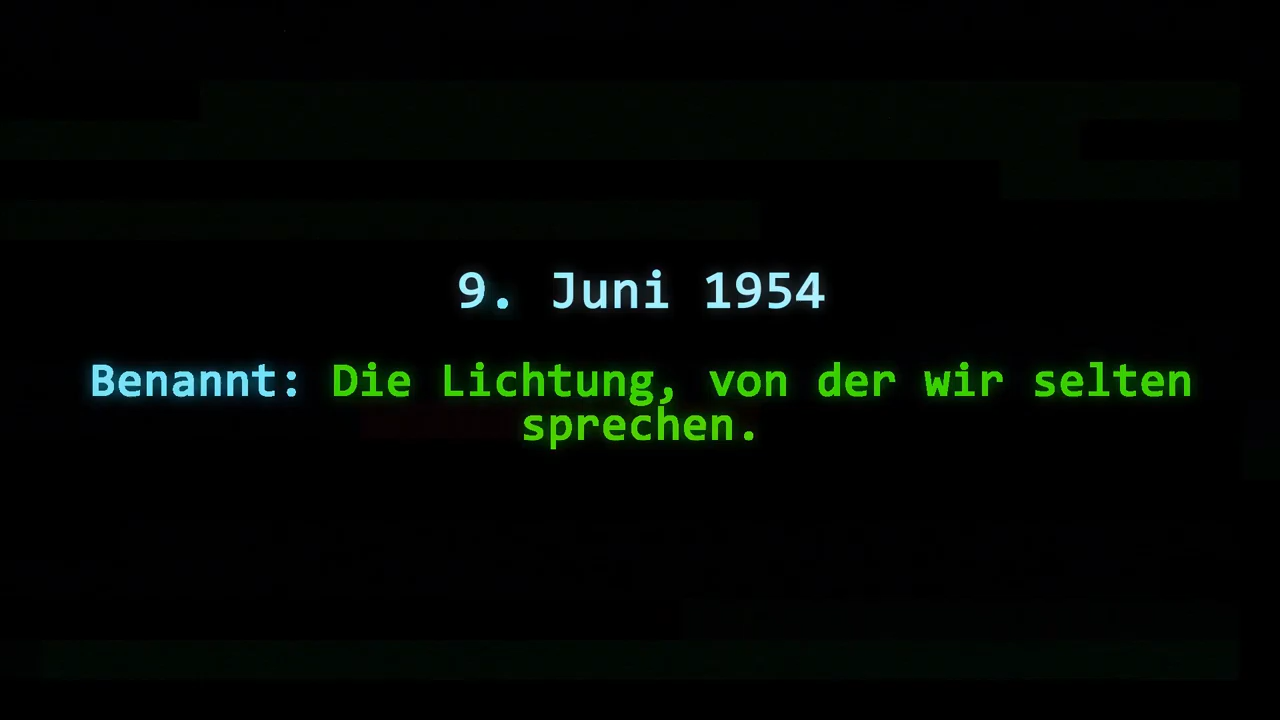 9. Juni 1954
Benannt: Die Lichtung, von der wir selten
sprechen.